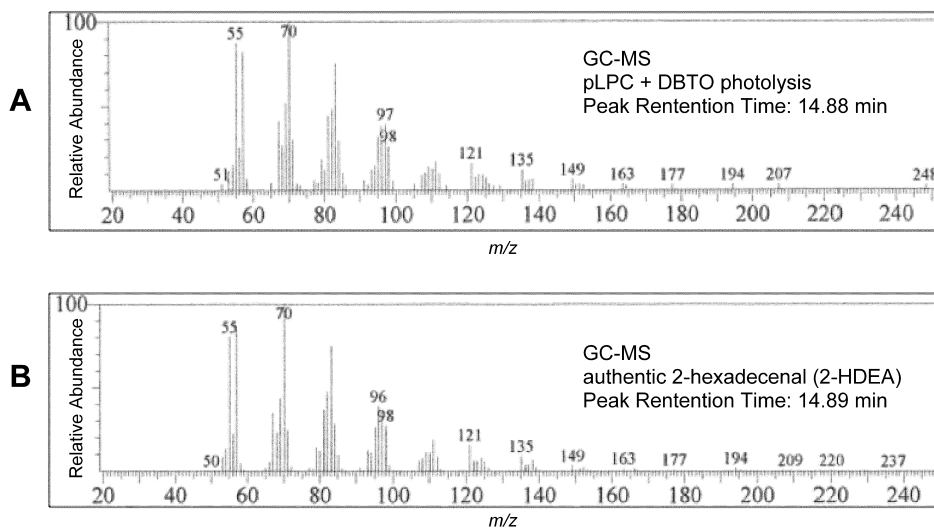 A
Relative Abundance
100
55
70
97
98
51
121
135
149
163
177
194
207
248
GC-MS
pLPC + DBTO photolysis
Peak Rentention Time: 14.88 min
20 40 60 80 100 120 140 160 180 200 220 240
m/z
B
Relative Abundance
100
55
70
96
98
50
121
135
149
163
177
194
209
220
237
GC-MS
authentic 2-hexadecenal (2-HDEA)
Peak Rentention Time: 14.89 min
20 40 60 80 100 120 140 160 180 200 220 240
m/z